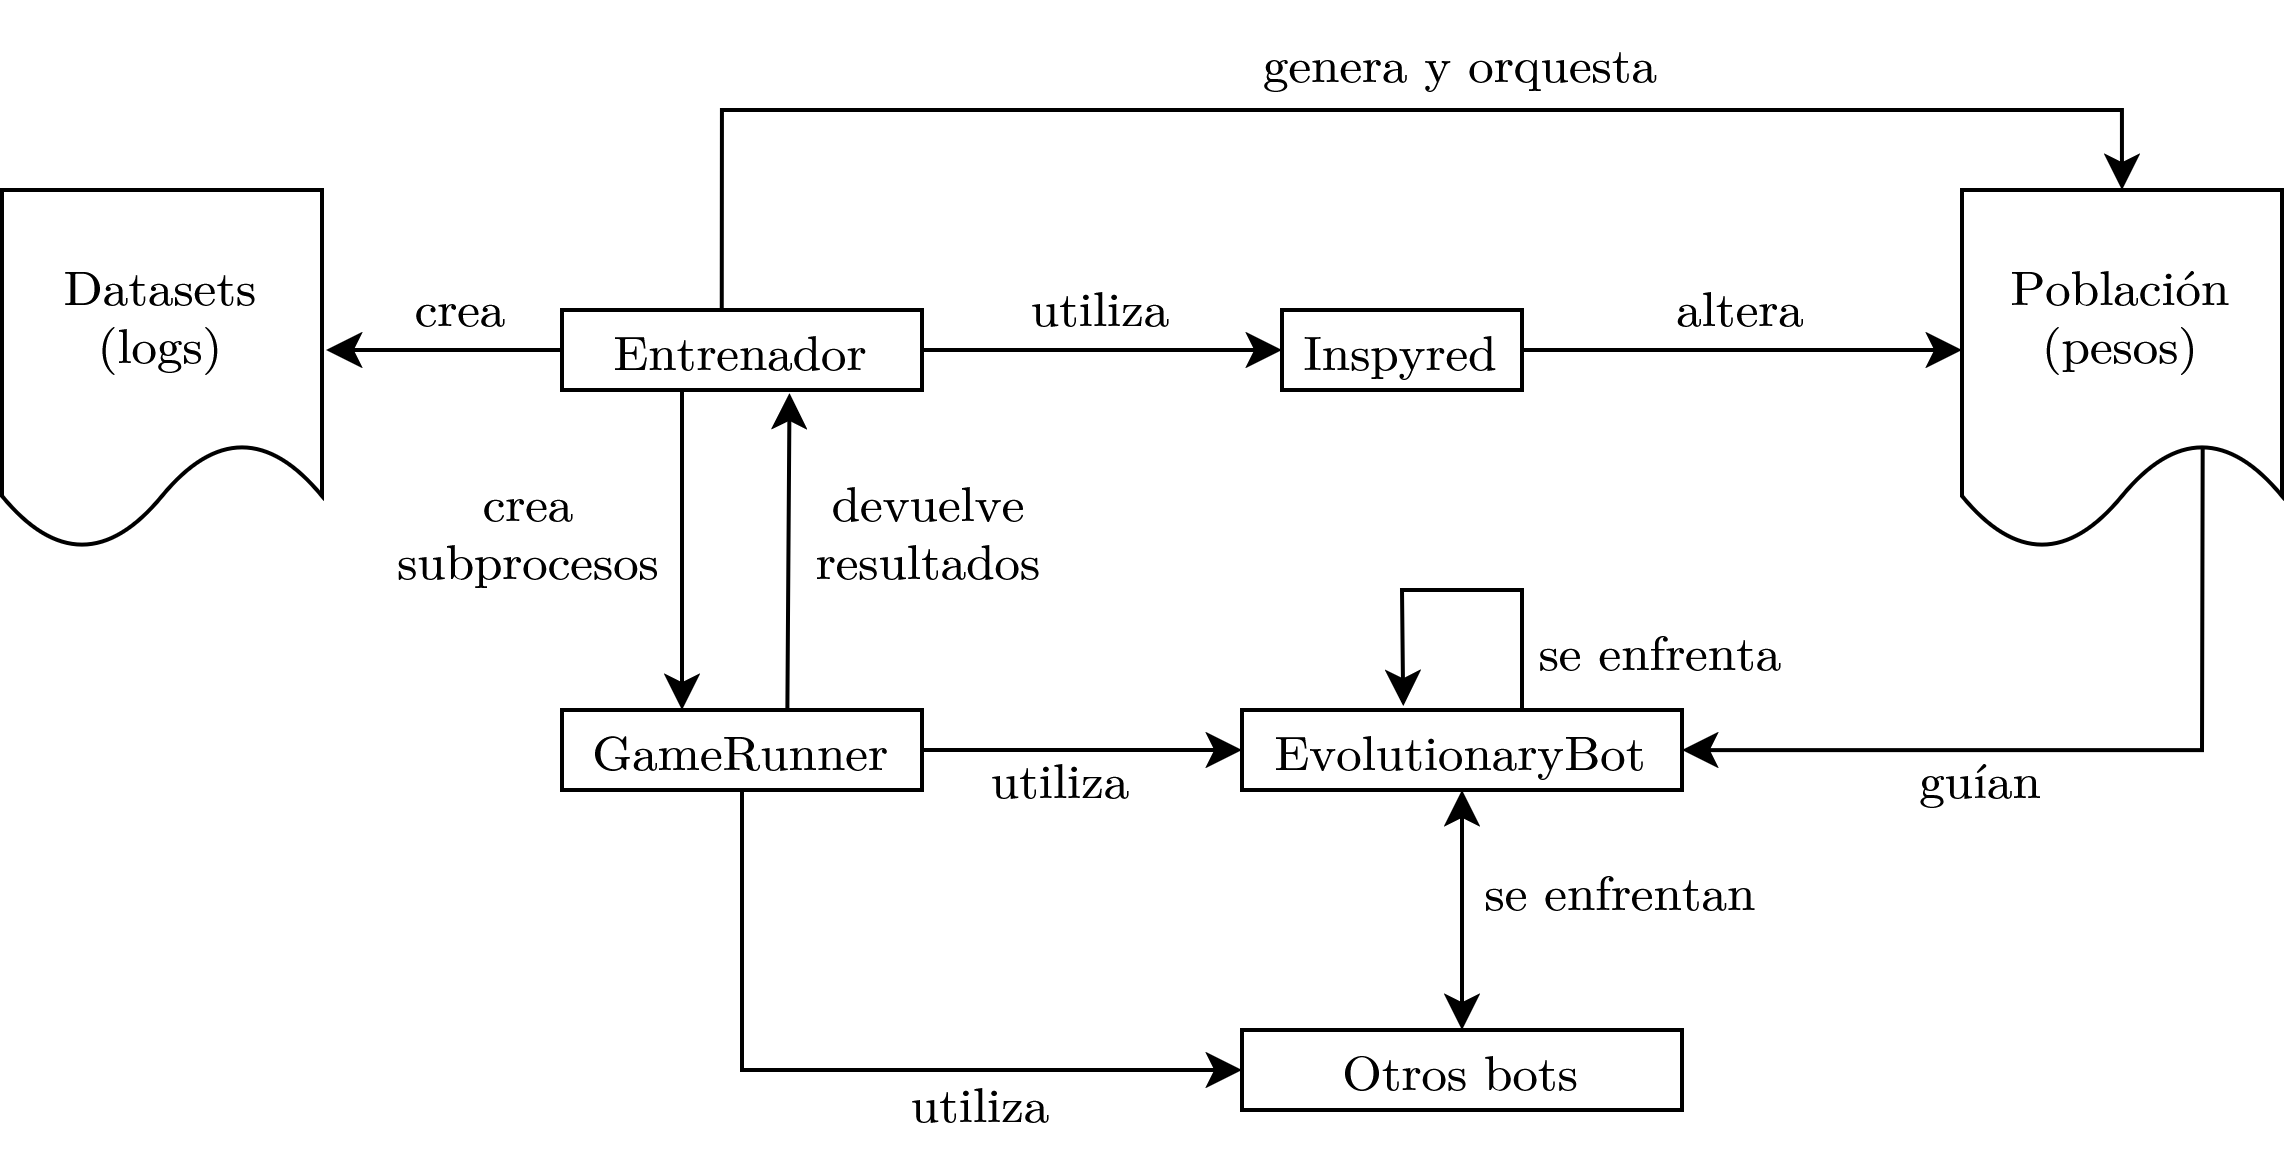 genera y orquesta
Datasets
(logs)
crea
Entrenador
utiliza
Inspyred
altera
Población
(pesos)
crea
subprocesos
devuelve
resultados
se enfrenta
GameRunner
utiliza
EvolutionaryBot
guían
se enfrentan
Otros bots
utiliza